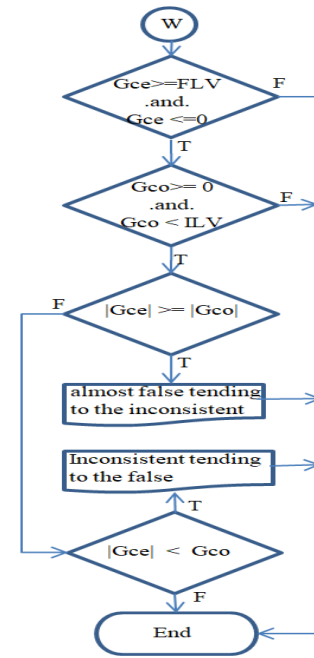 W
Gce>=FLV
.and.
Gce <=0
F
T
Gco>= 0
.and.
Gco < ILV
F
T
F
|Gce| >= |Gco|
T
almost false tending
to the inconsistent
Inconsistent tending
to the false
T
|Gce| < Gco
F
End